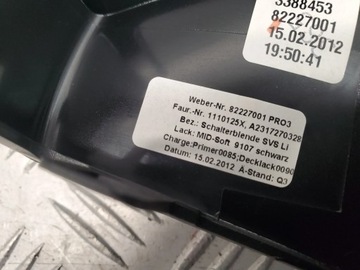 3388453
82227001
15.02.2012
19:50:41
Weber-Nr. 82227001 PRO3
Faur.-Nr. 1110125X, A2317270328
Bez.: Schalterblende SVS Li
Lack: MID-Soft 9107 schwarz
Charge:Primer0085;Decklack0090
Datum: 15.02.2012 A-Stand: Q3